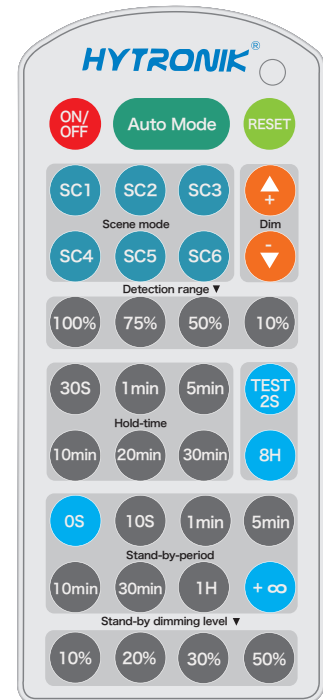 HYTRONIK®
ON/
OFF
Auto Mode
RESET
SC1 SC2 SC3
+
Scene mode
Dim
SC4 SC5 SC6
-
Detection range ▼
100% 75% 50% 10%
30S 1min 5min
TEST
2S
Hold-time
10min 20min 30min 8H
0S 10S 1min 5min
Stand-by-period
10min 30min 1H + ∞
Stand-by dimming level ▼
10% 20% 30% 50%